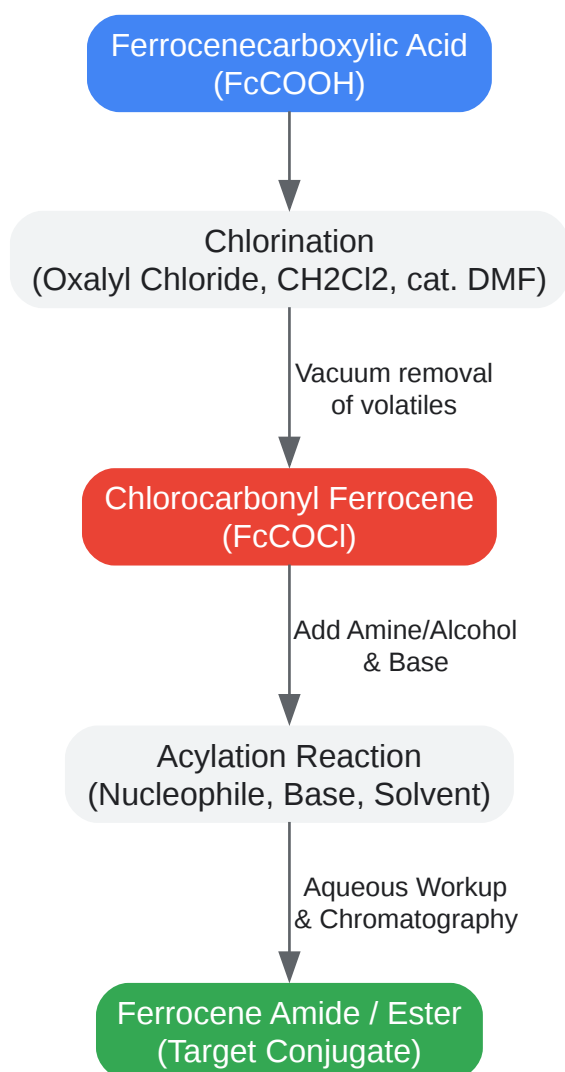 Ferrocenecarboxylic Acid
(FcCOOH)
Chlorination
(Oxalyl Chloride, CH2Cl2, cat. DMF)
Vacuum removal
of volatiles
Chlorocarbonyl Ferrocene
(FcCOCl)
Add Amine/Alcohol
& Base
Acylation Reaction
(Nucleophile, Base, Solvent)
Aqueous Workup
& Chromatography
Ferrocene Amide / Ester
(Target Conjugate)